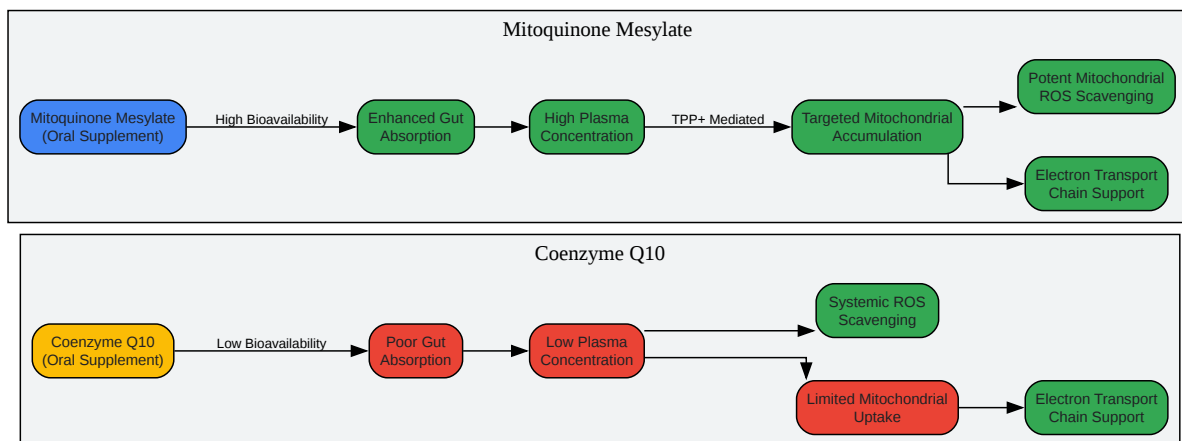 Mitoquinone Mesylate
Mitoquinone Mesylate
(Oral Supplement)
High Bioavailability
Enhanced Gut
Absorption
High Plasma
Concentration
TPP+ Mediated
Targeted Mitochondrial
Accumulation
Potent Mitochondrial
ROS Scavenging
Electron Transport
Chain Support
Coenzyme Q10
Coenzyme Q10
(Oral Supplement)
Low Bioavailability
Poor Gut
Absorption
Low Plasma
Concentration
Systemic ROS
Scavenging
Limited Mitochondrial
Uptake
Electron Transport
Chain Support